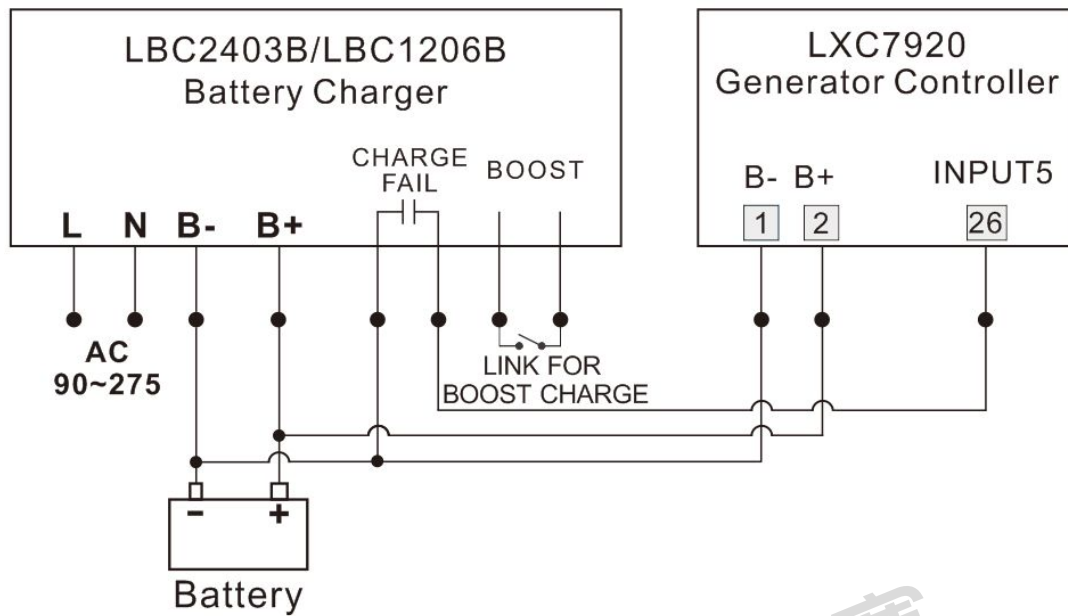 LBC2403B/LBC1206B
Battery Charger
CHARGE
FAIL
BOOST
L N B- B+
AC
90~275
LINK FOR
BOOST CHARGE
- +
Battery
LXC7920
Generator Controller
B- B+ INPUT5
1 2 26